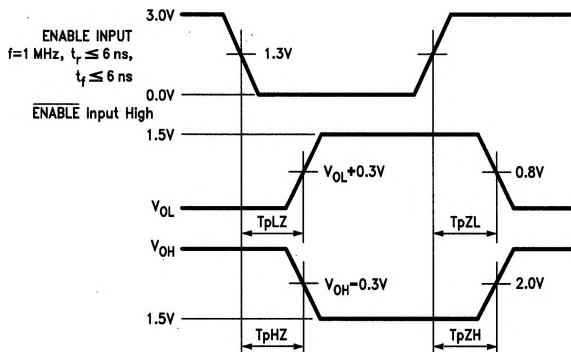 3.0V
ENABLE INPUT
f=1 MHz, tr ≤ 6 ns,
tf ≤ 6 ns
1.3V
0.0V
ENABLE Input High
1.5V
VOL+0.3V
0.8V
VOL
TpLZ
TpZL
VOH
VOH=0.3V
2.0V
1.5V
TpHZ
TpZH